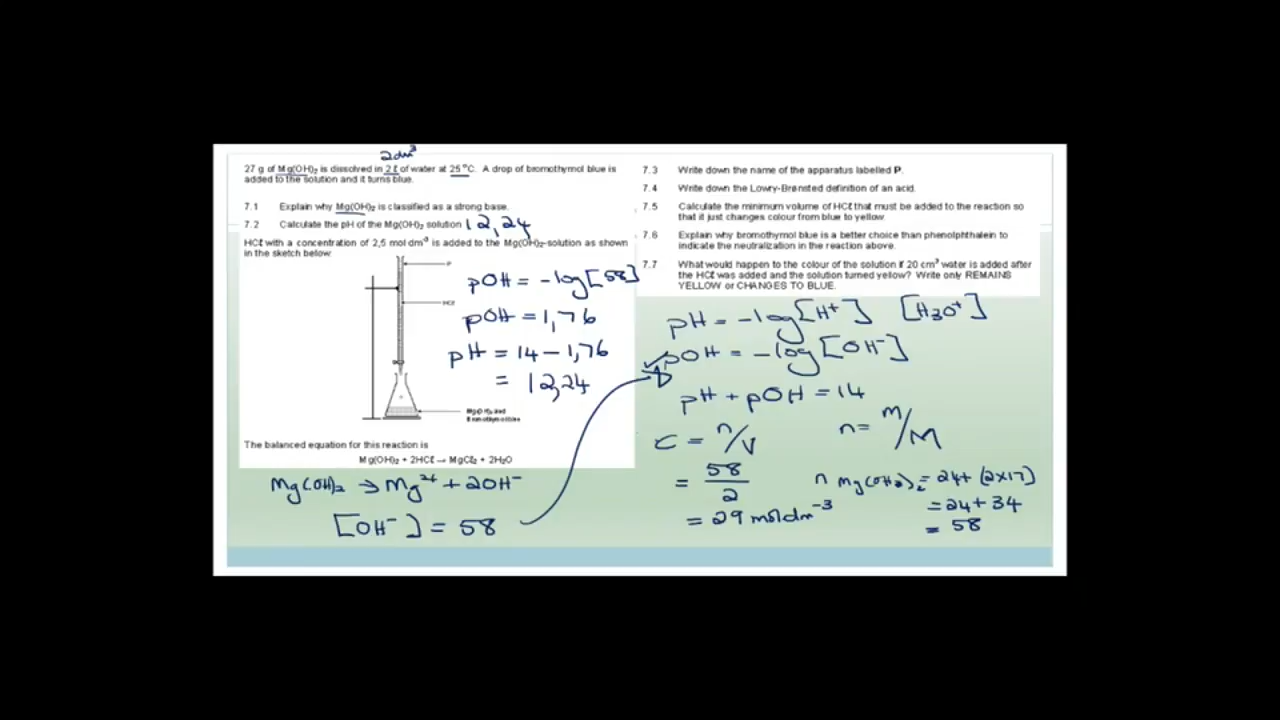 2dm³
27 g of Mg(OH)₂ is dissolved in 2 ℓ of water at 25 °C. A drop of bromothymol blue is
added to the solution and it turns blue.
7.1 Explain why Mg(OH)₂ is classified as a strong base.
7.2 Calculate the pH of the Mg(OH)₂ solution 12,24
HCℓ with a concentration of 2,5 mol dm⁻³ is added to the Mg(OH)₂-solution as shown
in the sketch below
P
HCℓ
Mg(OH)₂ and
Bromothymolblue
pOH = -log[58]
pOH = 1,76
pH = 14 - 1,76
= 12,24
The balanced equation for this reaction is
Mg(OH)₂ + 2HCℓ → MgCℓ₂ + 2H₂O
Mg(OH)₂ → Mg²⁺ + 2OH⁻
[OH⁻] = 58
7.3 Write down the name of the apparatus labelled P.
7.4 Write down the Lowry-Brønsted definition of an acid.
7.5 Calculate the minimum volume of HCℓ that must be added to the reaction so
that it just changes colour from blue to yellow.
7.6 Explain why bromothymol blue is a better choice than phenolphthalein to
indicate the neutralization in the reaction above.
7.7 What would happen to the colour of the solution if 20 cm³ water is added after
the HCℓ was added and the solution turned yellow? Write only REMAINS
YELLOW or CHANGES TO BLUE.
pH = -log[H⁺] [H3O⁺]
pOH = -log[OH⁻]
pH + pOH = 14
C = n/V n = m/M
= 58/2
= 29 moldm⁻³
n Mg(OH₂)₂ = 24+ (2×17)
= 24 + 34
= 58